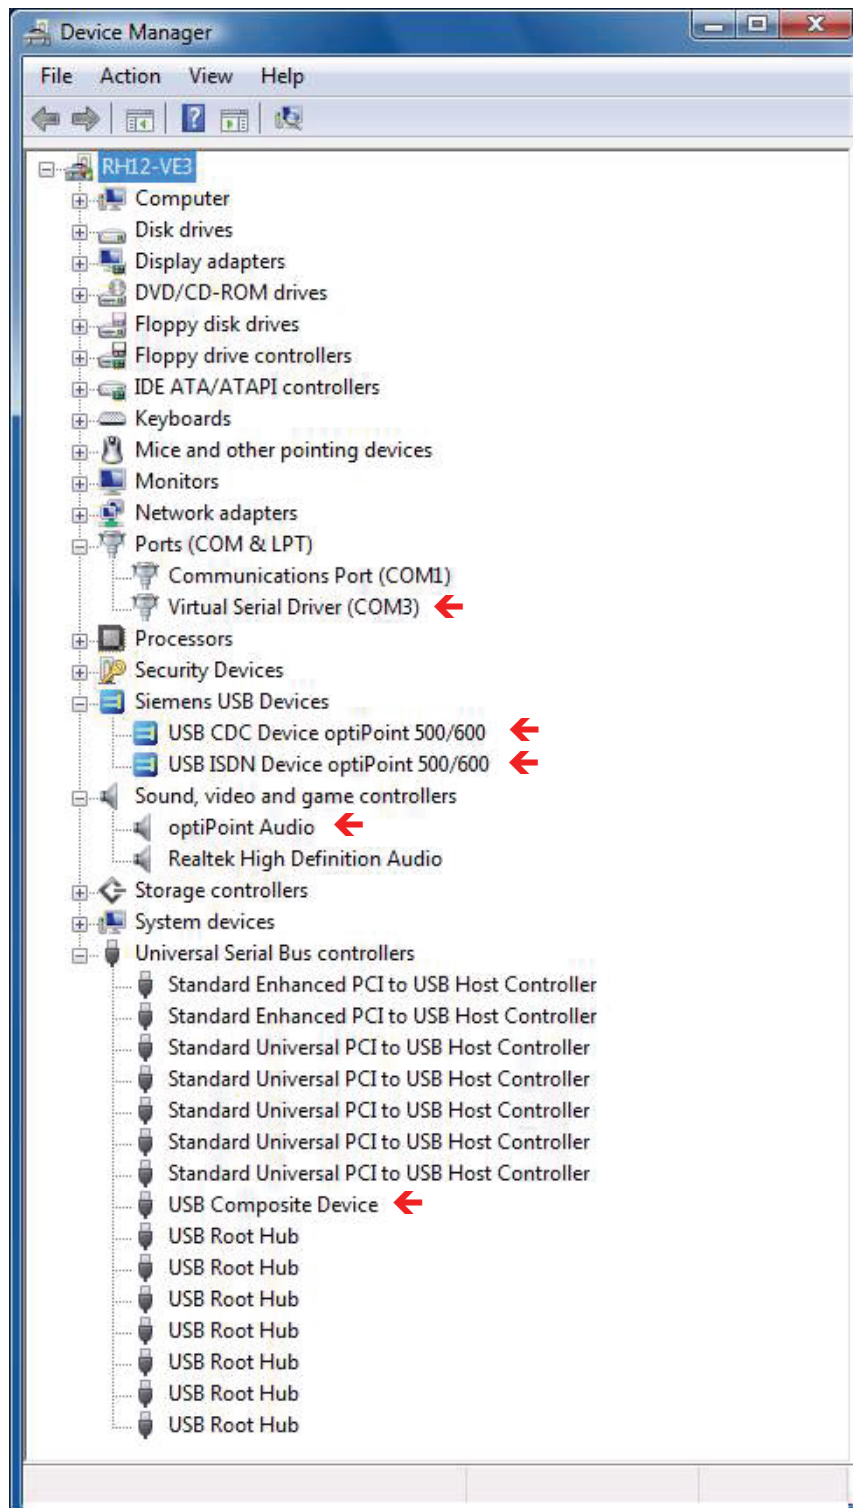 Device Manager
File Action View Help
RH12-VE3
Computer
Disk drives
Display adapters
DVD/CD-ROM drives
Floppy disk drives
Floppy drive controllers
IDE ATA/ATAPI controllers
Keyboards
Mice and other pointing devices
Monitors
Network adapters
Ports (COM & LPT)
Communications Port (COM1)
Virtual Serial Driver (COM3)
Processors
Security Devices
Siemens USB Devices
USB CDC Device optiPoint 500/600
USB ISDN Device optiPoint 500/600
Sound, video and game controllers
optiPoint Audio
Realtek High Definition Audio
Storage controllers
System devices
Universal Serial Bus controllers
Standard Enhanced PCI to USB Host Controller
Standard Enhanced PCI to USB Host Controller
Standard Universal PCI to USB Host Controller
Standard Universal PCI to USB Host Controller
Standard Universal PCI to USB Host Controller
Standard Universal PCI to USB Host Controller
Standard Universal PCI to USB Host Controller
USB Composite Device
USB Root Hub
USB Root Hub
USB Root Hub
USB Root Hub
USB Root Hub
USB Root Hub
USB Root Hub